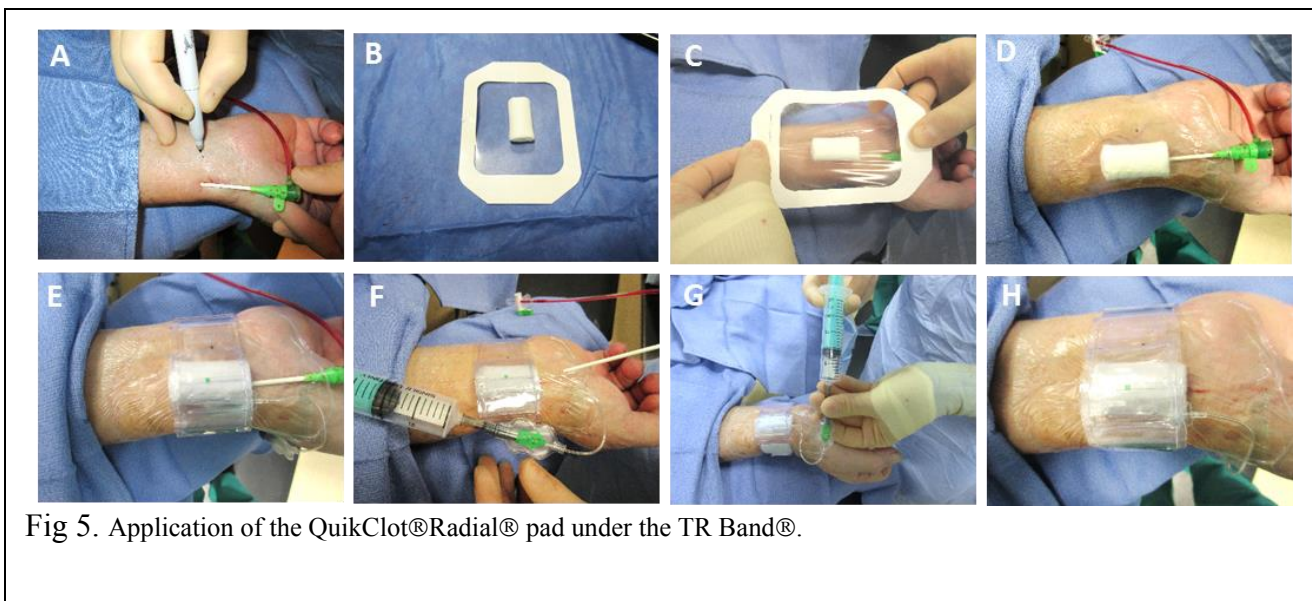 A
B
C
D
E
F
G
H
Fig 5. Application of the QuikClot®Radial® pad under the TR Band®.